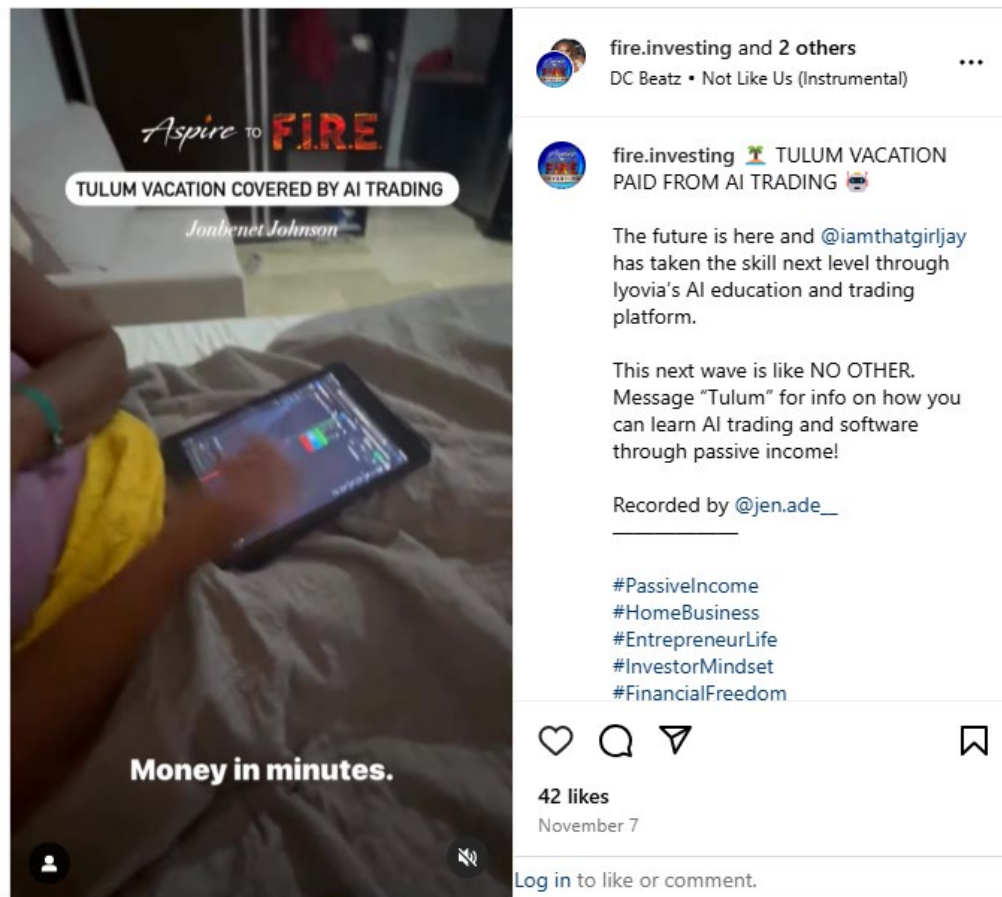 Aspire TO F.I.R.E.
TULUM VACATION COVERED BY AI TRADING
Jonbenet Johnson
Money in minutes.
fire.investing and 2 others
DC Beatz • Not Like Us (Instrumental)
fire.investing 🏝️ TULUM VACATION
PAID FROM AI TRADING 🤖
The future is here and @iamthatgirljay
has taken the skill next level through
Iyovia's AI education and trading
platform.
This next wave is like NO OTHER.
Message “Tulum” for info on how you
can learn AI trading and software
through passive income!
Recorded by @jen.ade__
——————
#PassiveIncome
#HomeBusiness
#EntrepreneurLife
#InvestorMindset
#FinancialFreedom
42 likes
November 7
Log in to like or comment.